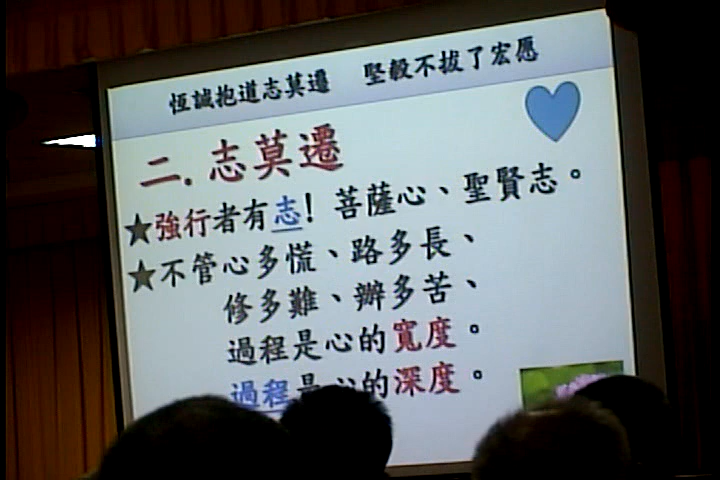 恆誠抱道志莫遷　堅毅不拔了宏愿
二.志莫遷
★強行者有志! 菩薩心、聖賢志。
★不管心多慌、路多長、
修多難、辦多苦、
過程是心的寬度。
過程是心的深度。